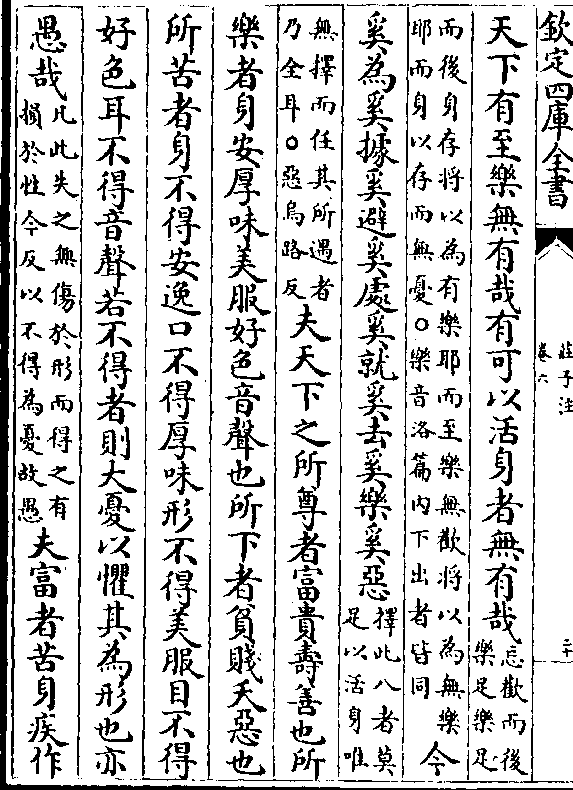 欽定四庫全書
莊子注
卷六
二十
天下有至樂無有哉有可以活身者無有哉
忘歡而後
樂足樂足
而後身存將以為有樂耶而至樂無歡將以為無樂
耶而身以存而無憂○樂音洛篇内下出者皆同
今
奚為奚據奚避奚處奚就奚去奚樂奚惡
擇此八者莫
足以活身唯
無擇而任其所遇者
乃全耳○惡烏路反
夫天下之所尊者富貴壽善也所
樂者身安厚味美服好色音聲也所下者貧賤夭惡也
所苦者身不得安逸口不得厚味形不得美服目不得
好色耳不得音聲若不得者則大憂以懼其為形也亦
愚哉
凡此失之無傷於形而得之有
損於性今反以不得為憂故愚
夫富者苦身疾作